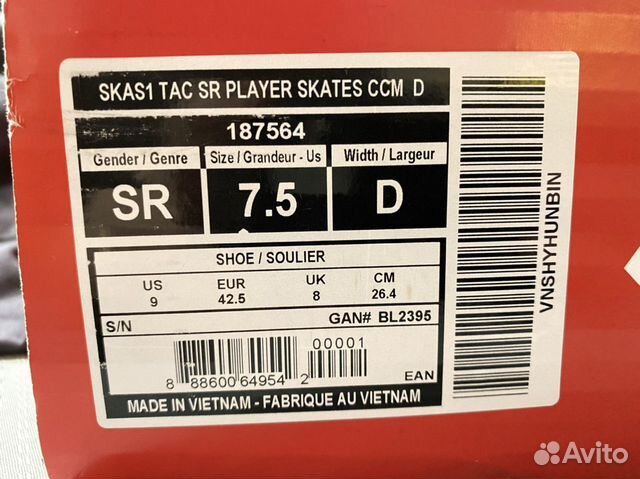 SKAS1 TAC SR PLAYER SKATES CCM D
187564
Gender / Genre Size / Grandeur - Us Width / Largeur
SR 7.5 D
SHOE / SOULIER
US EUR UK CM
9 42.5 8 26.4
S/N GAN# BL2395
00001
8 88600 64954 2
EAN
MADE IN VIETNAM - FABRIQUE AU VIETNAM
VNSHYHUNBIN
Avito